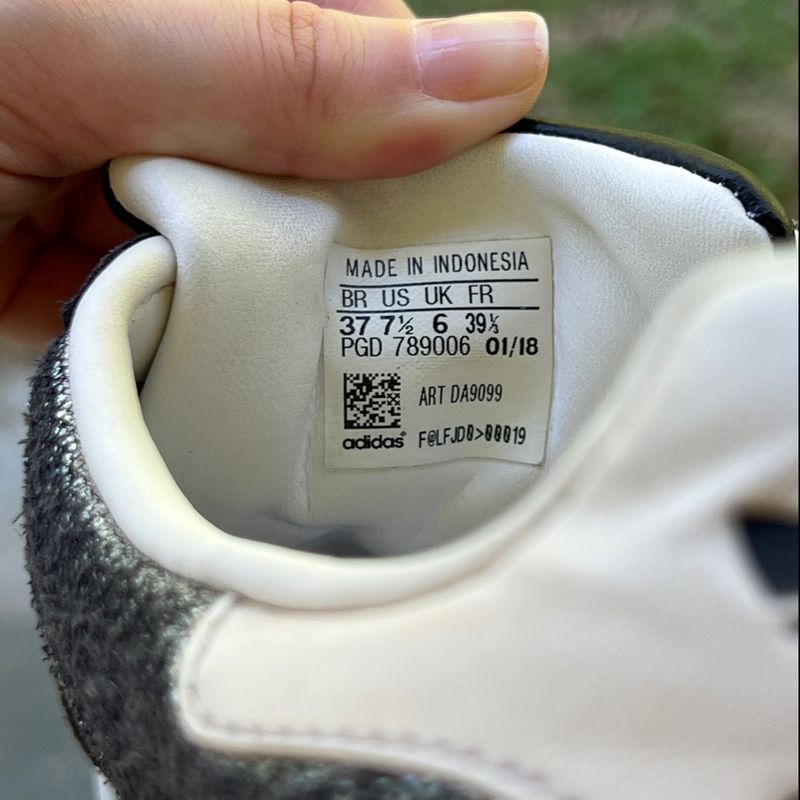 MADE IN INDONESIA
BR US UK FR
37 7½ 6 39⅓
PGD 789006 01/18
ART DA9099
adidas®
F@LFJD0>00019